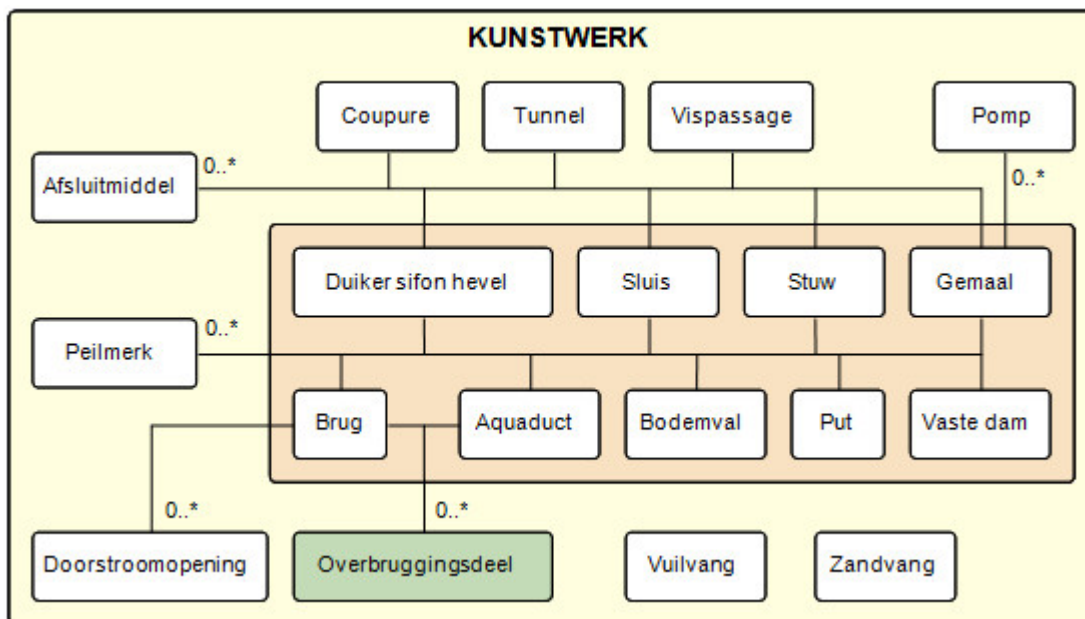 KUNSTWERK
Coupure
Tunnel
Vispassage
Pomp
Afsluitmiddel
0..*
0..*
Duiker sifon hevel
Sluis
Stuw
Gemaal
Peilmerk
0..*
Brug
Aquaduct
Bodemval
Put
Vaste dam
0..*
0..*
Doorstroomopening
Overbruggingsdeel
Vuilvang
Zandvang